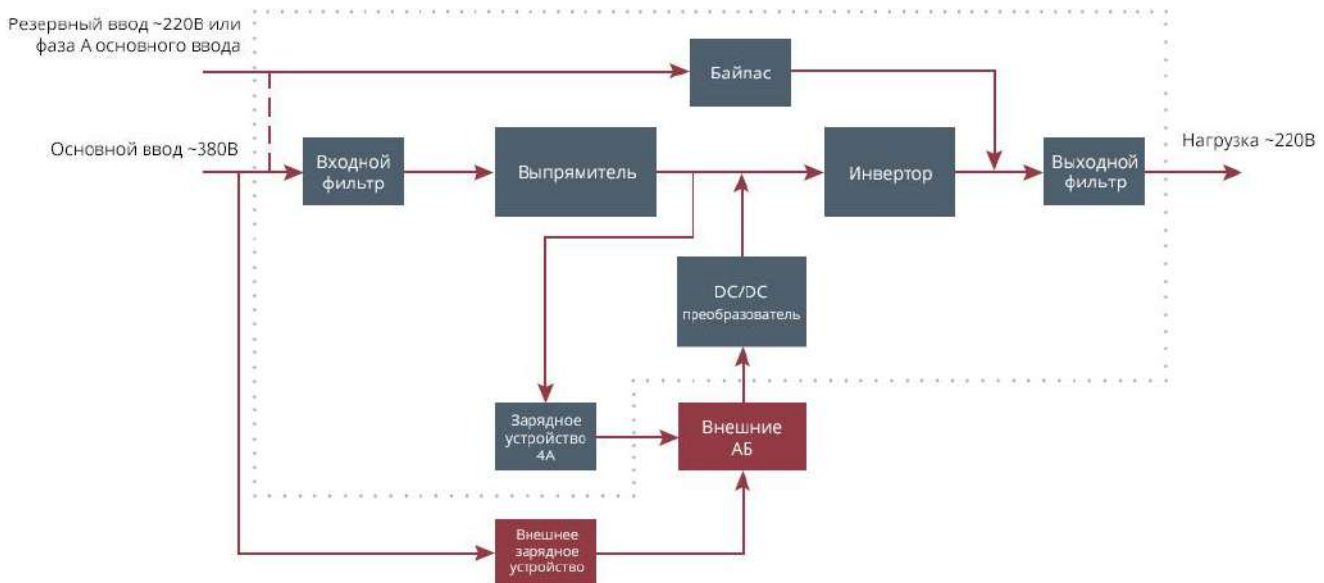 Резервный ввод ~220В или
фаза А основного ввода
Байпас
Основной ввод ~380В
Входной
фильтр
Выпрямитель
Инвертор
Выходной
фильтр
Нагрузка ~220В
DC/DC
преобразователь
Зарядное
устройство
4А
Внешние
АБ
Внешнее
зарядное
устройство